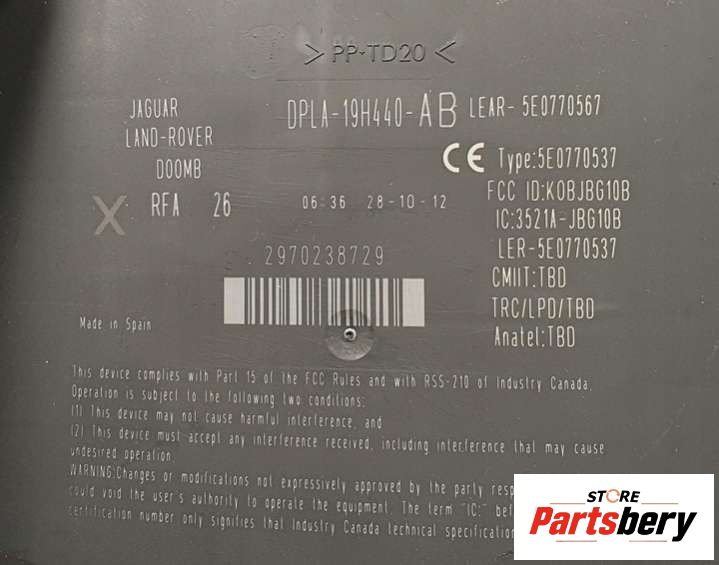 > PP-TD20 <
JAGUAR
LAND-ROVER
D00MB
RFA 26
X
DPLA-19H440-AB
LEAR-5E0770567
CE Type:5E0770537
FCC ID:KOBJBG10B
IC:3521A-JBG10B
LER-5E0770537
CMIIT:TBD
TRC/LPD/TBD
Anatel:TBD
06:36 28-10-12
2970238729
Made in Spain
This device complies with Part 15 of the FCC Rules and with RSS-210 of Industry Canada.
Operation is subject to the following two conditions:
(1) This device may not cause harmful interference, and
(2) This device must accept any interference received, including interference that may cause
undesired operation.
WARNING:Changes or modifications not expressively approved by the party resp
could void the user's authority to operate the equipment. The term "IC:" bef
certification number only signifies that Industry Canada technical specification
STORE
Partsbery